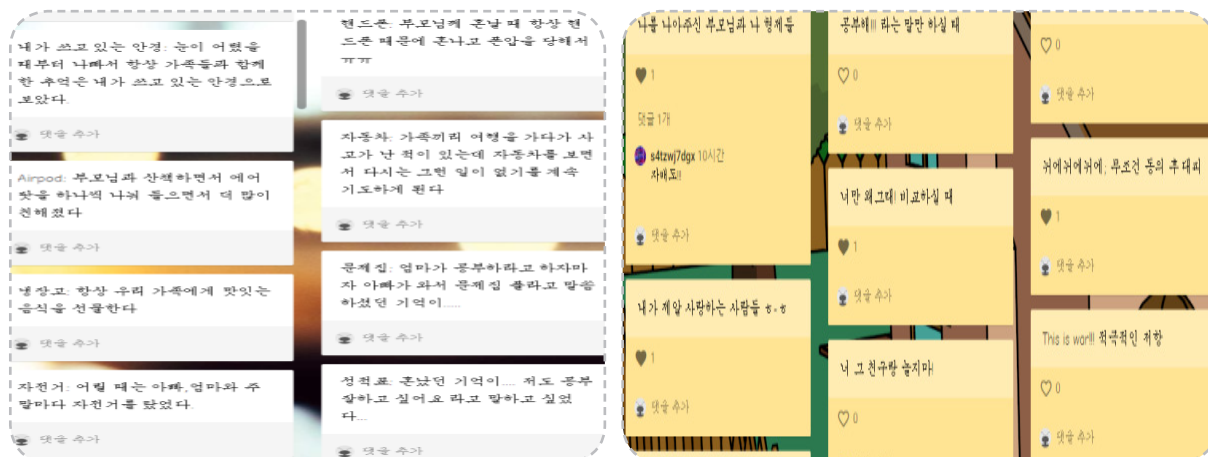 내가 쓰고 있는 안경: 눈이 어렸을
때부터 나빠서 항상 가족들과 함께
한 추억은 내가 쓰고 있는 안경으로
보았다.
댓글 추가
Airpod: 부모님과 산책하면서 에어
팟을 하나씩 나눠 들으면서 더 많이
친해졌다
댓글 추가
냉장고: 항상 우리 가족에게 맛잇는
음식을 선물한다
댓글 추가
자전거: 어릴 때는 아빠,엄마와 주
말마다 자전거를 탔었다.
댓글 추가
핸드폰: 부모님께 혼날 때 항상 핸
드폰 때문에 혼나고 폰압을 당해서
ㅠㅠ
댓글 추가
자동차: 가족끼리 여행을 가다가 사
고가 난 적이 있는데 자동차를 보면
서 다시는 그런 일이 없기를 계속
기도하게 된다
댓글 추가
문제집: 엄마가 공부하라고 하자마
자 아빠가 와서 문제집 풀라고 말씀
하셨던 기억이.....
댓글 추가
성적표: 혼났던 기억이.... 저도 공부
잘하고 싶어요 라고 말하고 싶었
다...
댓글 추가
나를 나아주신 부모님과 나 형제들
1
댓글 1개
s4tzwj7dgx 10시간
자매도!!
댓글 추가
내가 제알 사랑하는 사람들 ㅎ×ㅎ
1
댓글 추가
공부해!!! 라는 말만 하실 때
0
댓글 추가
너만 왜그래! 비교하실 때
1
댓글 추가
너 그 친구랑 놀지마!
0
0
댓글 추가
귀에귀에귀에; 무조건 동의 후 대피
1
댓글 추가
This is war!!! 적극적인 저항
0
댓글 추가